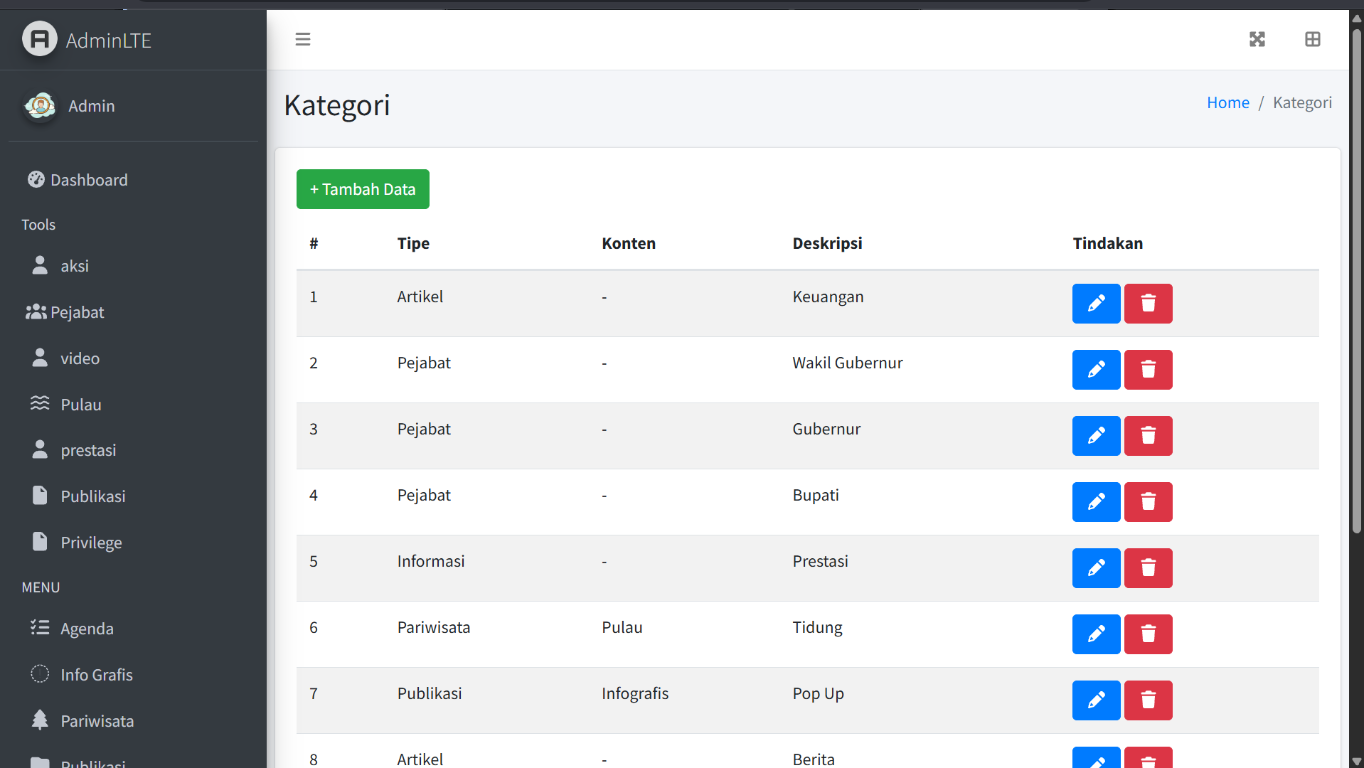 AdminLTE
Admin
Dashboard
Tools
aksi
Pejabat
video
Pulau
prestasi
Publikasi
Privilege
MENU
Agenda
Info Grafis
Pariwisata
Publikasi
Kategori
Home / Kategori
+ Tambah Data
# Tipe Konten Deskripsi Tindakan
1 Artikel - Keuangan
2 Pejabat - Wakil Gubernur
3 Pejabat - Gubernur
4 Pejabat - Bupati
5 Informasi - Prestasi
6 Pariwisata Pulau Tidung
7 Publikasi Infografis Pop Up
8 Artikel - Berita